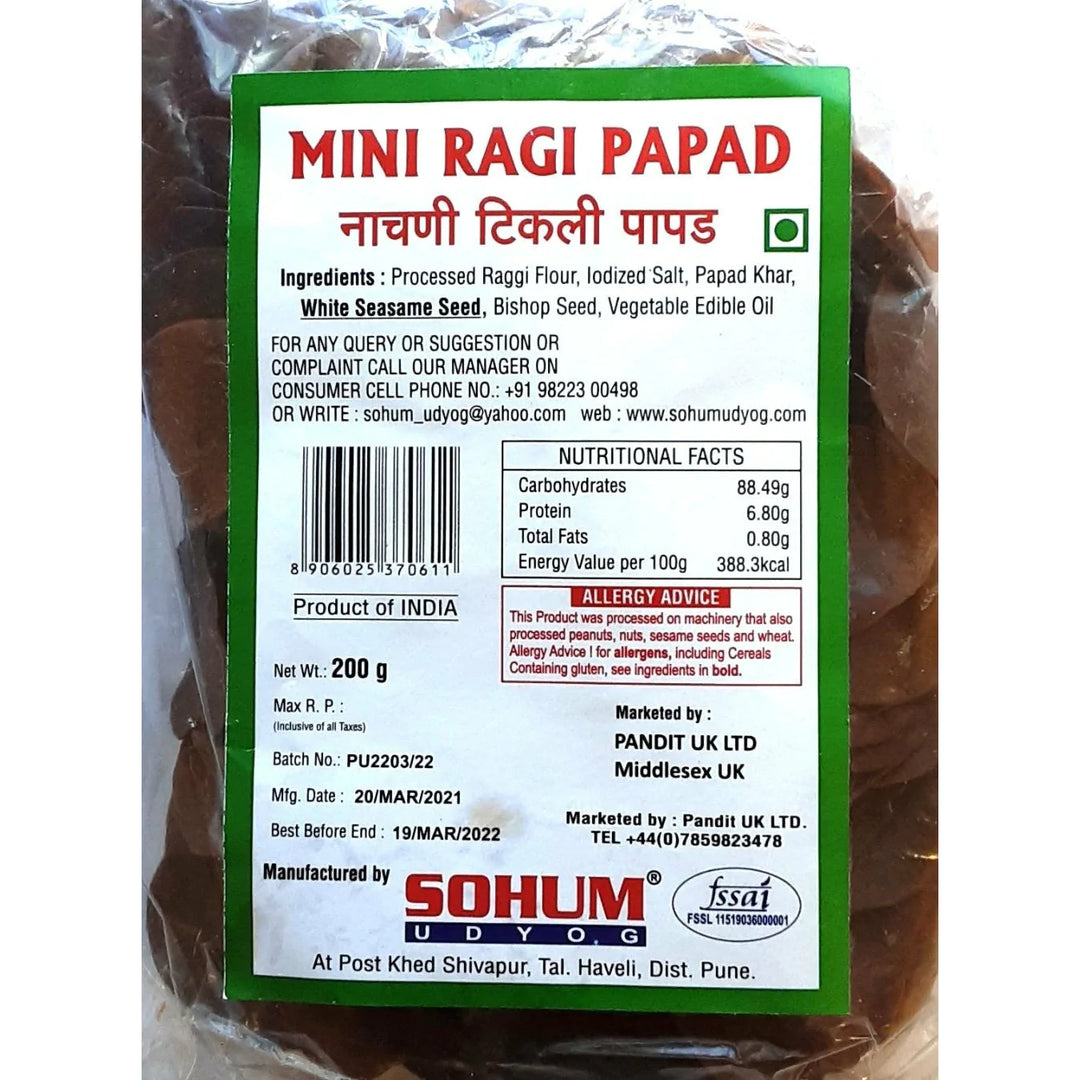 MINI RAGI PAPAD
नाचणी टिकली पापड
Ingredients : Processed Raggi Flour, Iodized Salt, Papad Khar,
White Seasame Seed, Bishop Seed, Vegetable Edible Oil
FOR ANY QUERY OR SUGGESTION OR
COMPLAINT CALL OUR MANAGER ON
CONSUMER CELL PHONE NO.: +91 98223 00498
OR WRITE : sohum_udyog@yahoo.com web : www.sohumudyog.com
8 906025 370611
Product of INDIA
NUTRITIONAL FACTS
Carbohydrates 88.49g
Protein 6.80g
Total Fats 0.80g
Energy Value per 100g 388.3kcal
ALLERGY ADVICE
This Product was processed on machinery that also
processed peanuts, nuts, sesame seeds and wheat.
Allergy Advice ! for allergens, including Cereals
Containing gluten, see ingredients in bold.
Net Wt.: 200 g
Max R. P. :
(Inclusive of all Taxes)
Batch No.: PU2203/22
Mfg. Date : 20/MAR/2021
Best Before End : 19/MAR/2022
Marketed by :
PANDIT UK LTD
Middlesex UK
Marketed by : Pandit UK LTD.
TEL +44(0)7859823478
Manufactured by
SOHUM®
UDYOG
fssai
FSSL 11519036000001
At Post Khed Shivapur, Tal. Haveli, Dist. Pune.